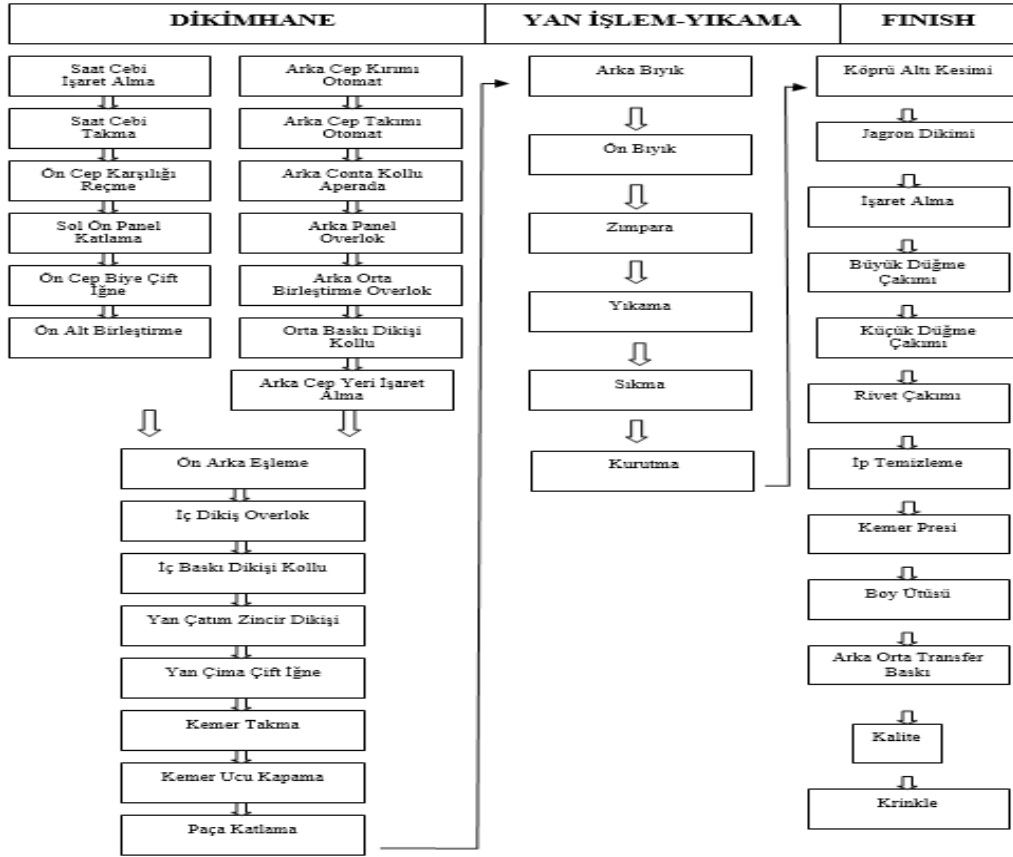 DİKİMHANE
YAN İŞLEM-YIKAMA
FINISH
Saat Cebi
İşaret Alma
Saat Cebi
Takma
Ön Cep Karşılığı
Reçme
Sol Ön Panel
Katlama
Ön Cep Biye Çift
İğne
Ön Alt Birleştirme
Arka Cep Kırımı
Otomat
Arka Cep Takımı
Otomat
Arka Conta Kollu
Aperada
Arka Panel
Overlok
Arka Orta
Birleştirme Overlok
Orta Baskı Dikişi
Kollu
Arka Cep Yeri İşaret
Alma
Ön Arka Eşleme
İç Dikiş Overlok
İç Baskı Dikişi Kollu
Yan Çatım Zincir Dikişi
Yan Çima Çift İğne
Kemer Takma
Kemer Ucu Kapama
Paça Katlama
Arka Bıyık
Ön Bıyık
Zımpara
Yıkama
Sıkma
Kurutma
Köprü Altı Kesimi
Jagron Dikimi
İşaret Alma
Büyük Düğme
Çakımı
Küçük Düğme
Çakımı
Rivet Çakımı
İp Temizleme
Kemer Presi
Boy Ütüsü
Arka Orta Transfer
Baskı
Kalite
Krinkle